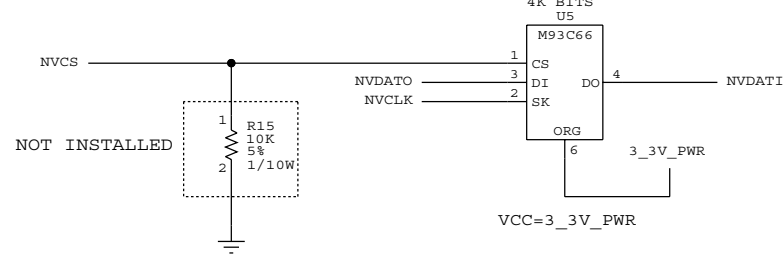 4K BITS
U5
M93C66
NVCS
1
CS
NVDATO
3
DI
DO
4
NVDATI
NVCLK
2
SK
ORG
6
3_3V_PWR
VCC=3_3V_PWR
NOT INSTALLED
1
R15
10K
5%
1/10W
2